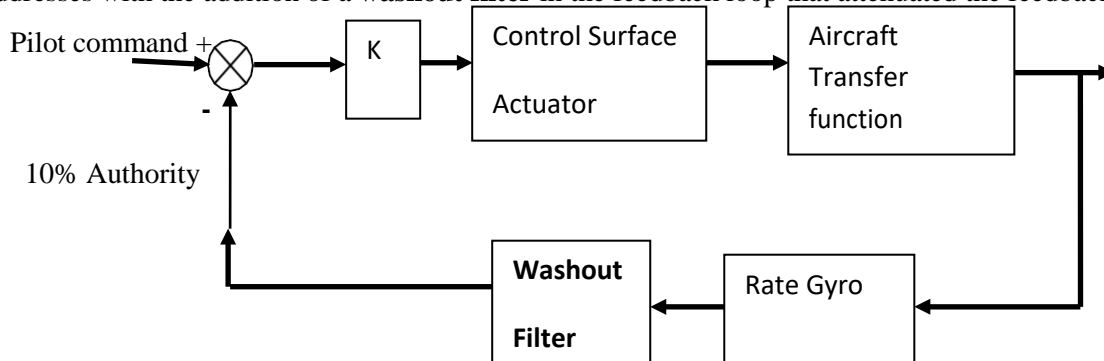 ddresses with the addition of a washout filter in the feedback loop that attenuated the feedback
Pilot command +
K
Control Surface
Actuator
Aircraft
Transfer
function
-
10% Authority
Washout
Filter
Rate Gyro